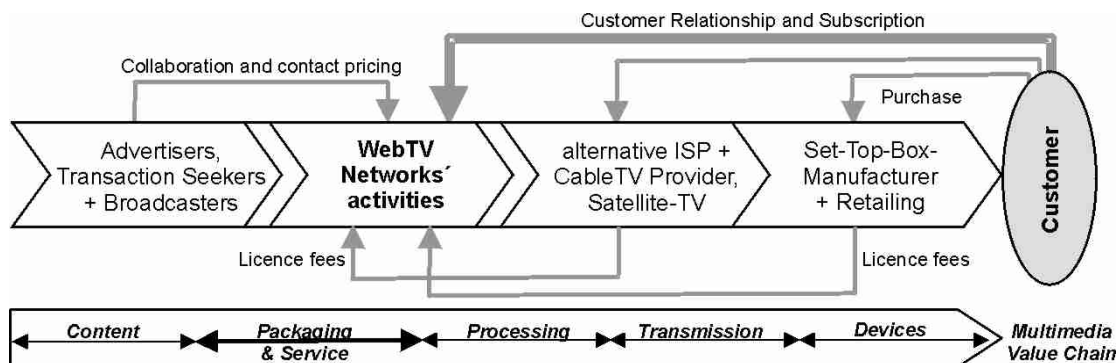 Customer Relationship and Subscription
Collaboration and contact pricing
Purchase
Advertisers,
Transaction Seekers
+ Broadcasters
WebTV
Networks´
activities
alternative ISP +
CableTV Provider,
Satellite-TV
Set-Top-Box-
Manufacturer
+ Retailing
Customer
Licence fees
Licence fees
Content
Packaging
& Service
Processing
Transmission
Devices
Multimedia
Value Chain